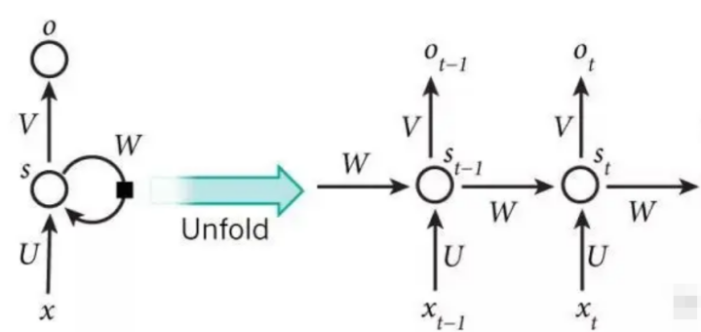 o
V
W
s
U
x
Unfold
o_{t-1}
o_t
V
V
W
s_{t-1}
s_t
W
W
U
U
x_{t-1}
x_t